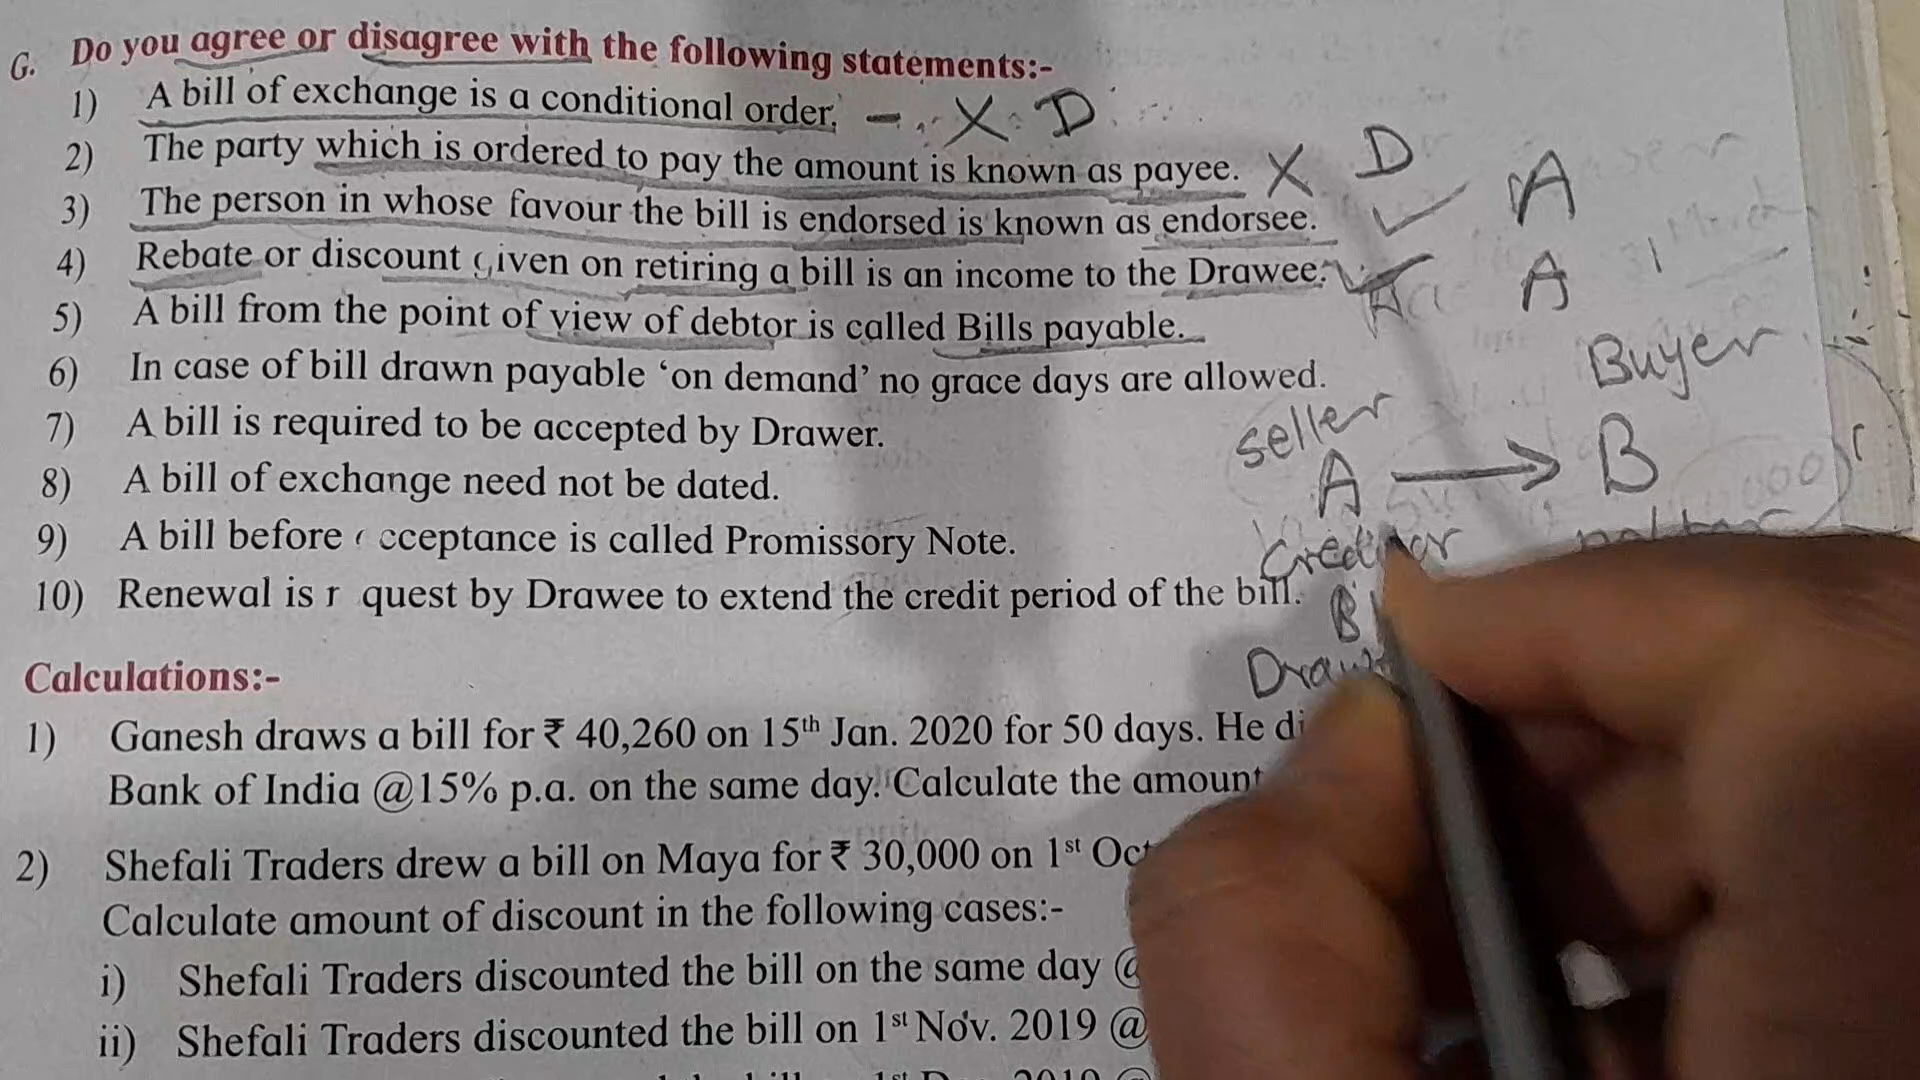 G. Do you agree or disagree with the following statements:-
1) A bill of exchange is a conditional order. - X D
2) The party which is ordered to pay the amount is known as payee. X D
3) The person in whose favour the bill is endorsed is known as endorsee. ✓ A
4) Rebate or discount given on retiring a bill is an income to the Drawee. A
5) A bill from the point of view of debtor is called Bills payable.
Buyer
6) In case of bill drawn payable ‘on demand’ no grace days are allowed.
seller
7) A bill is required to be accepted by Drawer.
A → B
8) A bill of exchange need not be dated.
9) A bill before cceptance is called Promissory Note.
Creditor
10) Renewal is r quest by Drawee to extend the credit period of the bill.
B
Draw
Calculations:-
1) Ganesh draws a bill for ₹ 40,260 on 15th Jan. 2020 for 50 days. He di
Bank of India @15% p.a. on the same day. Calculate the amount
2) Shefali Traders drew a bill on Maya for ₹ 30,000 on 1st Oct
Calculate amount of discount in the following cases:-
i) Shefali Traders discounted the bill on the same day @
ii) Shefali Traders discounted the bill on 1st Nov. 2019 @